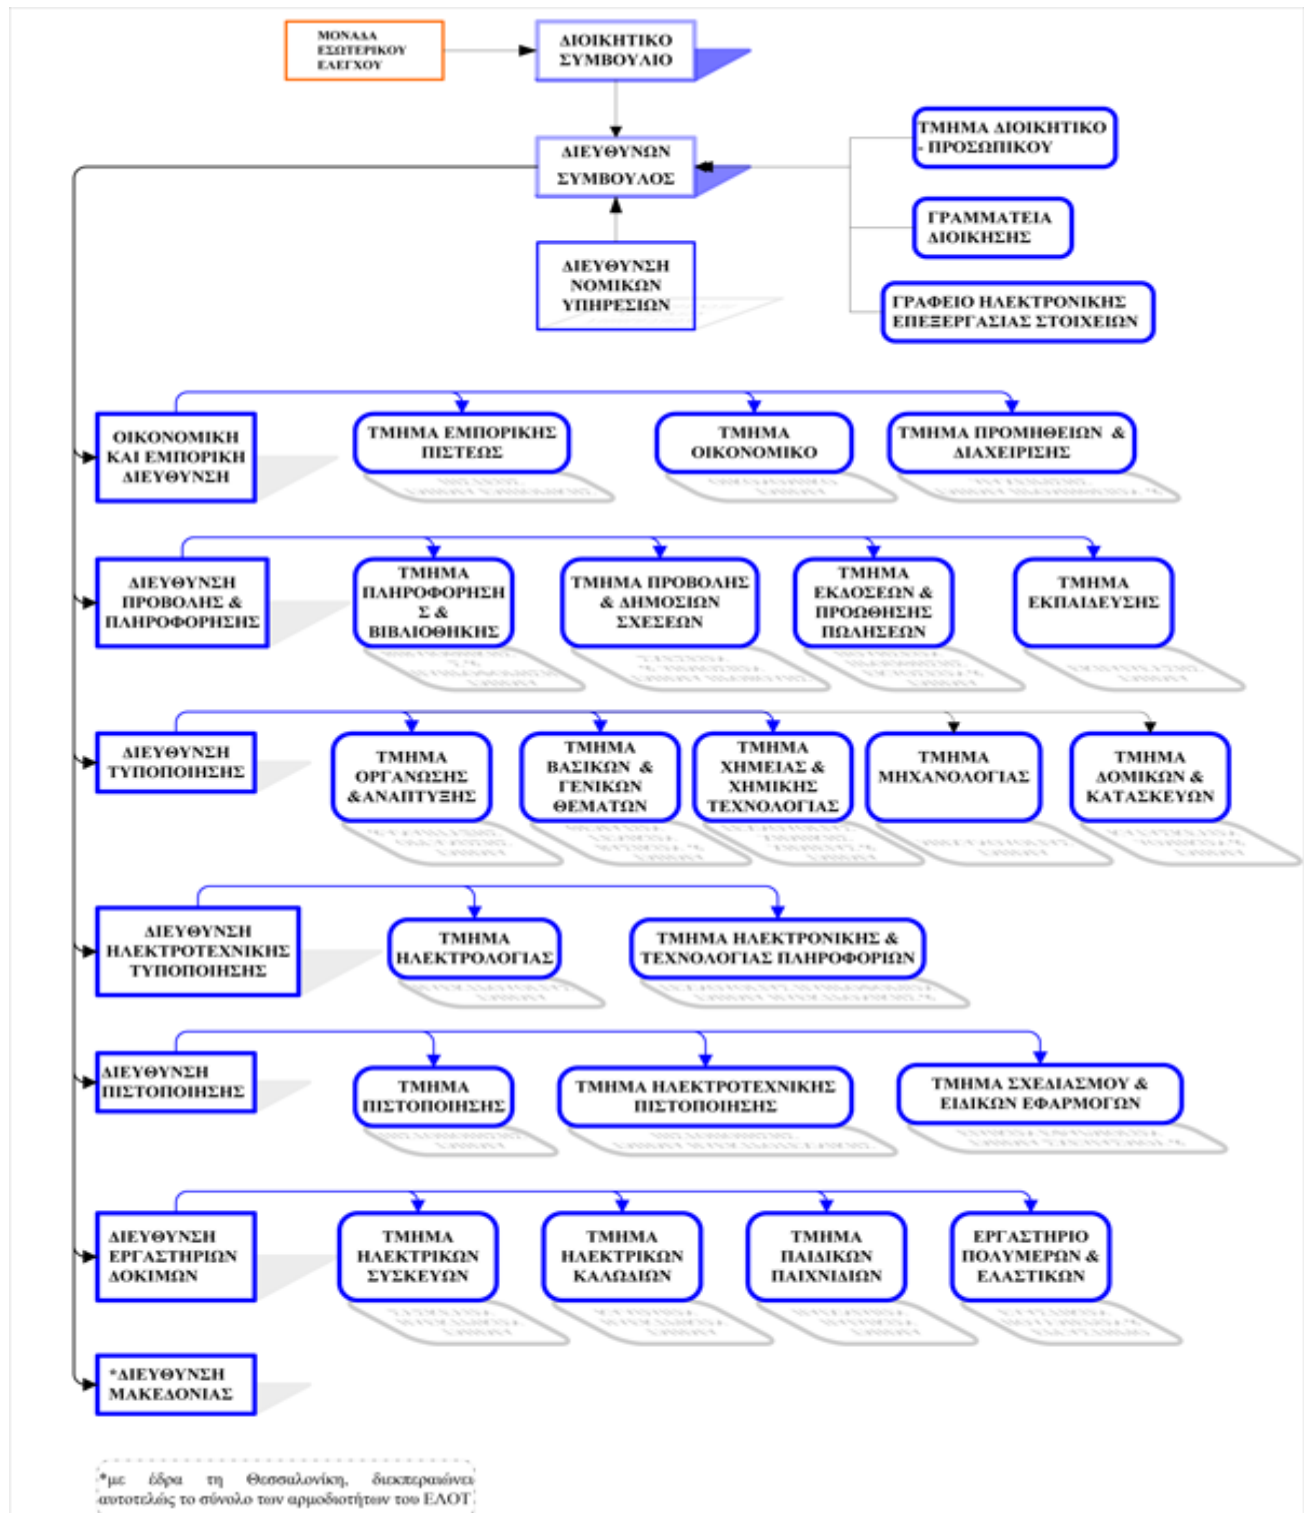 ΜΟΝΑΔΑ
ΕΣΩΤΕΡΙΚΟΥ
ΕΛΕΓΧΟΥ
ΔΙΟΙΚΗΤΙΚΟ
ΣΥΜΒΟΥΛΙΟ
ΔΙΕΥΘΥΝΩΝ
ΣΥΜΒΟΥΛΟΣ
ΤΜΗΜΑ ΔΙΟΙΚΗΤΙΚΟ
- ΠΡΟΣΩΠΙΚΟΥ
ΓΡΑΜΜΑΤΕΙΑ
ΔΙΟΙΚΗΣΗΣ
ΔΙΕΥΘΥΝΣΗ
ΝΟΜΙΚΩΝ
ΥΠΗΡΕΣΙΩΝ
ΓΡΑΦΕΙΟ ΗΛΕΚΤΡΟΝΙΚΗΣ
ΕΠΕΞΕΡΓΑΣΙΑΣ ΣΤΟΙΧΕΙΩΝ
ΟΙΚΟΝΟΜΙΚΗ
ΚΑΙ ΕΜΠΟΡΙΚΗ
ΔΙΕΥΘΥΝΣΗ
ΤΜΗΜΑ ΕΜΠΟΡΙΚΗΣ
ΠΙΣΤΕΩΣ
ΤΜΗΜΑ
ΟΙΚΟΝΟΜΙΚΟ
ΤΜΗΜΑ ΠΡΟΜΗΘΕΙΩΝ &
ΔΙΑΧΕΙΡΙΣΗΣ
ΔΙΕΥΘΥΝΣΗ
ΠΡΟΒΟΛΗΣ &
ΠΛΗΡΟΦΟΡΗΣΗΣ
ΤΜΗΜΑ
ΠΛΗΡΟΦΟΡΗΣΗ
Σ &
ΒΙΒΛΙΟΘΗΚΗΣ
ΤΜΗΜΑ ΠΡΟΒΟΛΗΣ
& ΔΗΜΟΣΙΩΝ
ΣΧΕΣΕΩΝ
ΤΜΗΜΑ
ΕΚΔΟΣΕΩΝ &
ΠΡΟΩΘΗΣΗΣ
ΠΩΛΗΣΕΩΝ
ΤΜΗΜΑ
ΕΚΠΑΙΔΕΥΣΗΣ
ΔΙΕΥΘΥΝΣΗ
ΤΥΠΟΠΟΙΗΣΗΣ
ΤΜΗΜΑ
ΟΡΓΑΝΩΣΗΣ
&ΑΝΑΠΤΥΞΗΣ
ΤΜΗΜΑ
ΒΑΣΙΚΩΝ &
ΓΕΝΙΚΩΝ
ΘΕΜΑΤΩΝ
ΤΜΗΜΑ
ΧΗΜΕΙΑΣ &
ΧΗΜΙΚΗΣ
ΤΕΧΝΟΛΟΓΙΑΣ
ΤΜΗΜΑ
ΜΗΧΑΝΟΛΟΓΙΑΣ
ΤΜΗΜΑ
ΔΟΜΙΚΩΝ &
ΚΑΤΑΣΚΕΥΩΝ
ΔΙΕΥΘΥΝΣΗ
ΗΛΕΚΤΡΟΤΕΧΝΙΚΗΣ
ΤΥΠΟΠΟΙΗΣΗΣ
ΤΜΗΜΑ
ΗΛΕΚΤΡΟΛΟΓΙΑΣ
ΤΜΗΜΑ ΗΛΕΚΤΡΟΝΙΚΗΣ &
ΤΕΧΝΟΛΟΓΙΑΣ ΠΛΗΡΟΦΟΡΙΩΝ
ΔΙΕΥΘΥΝΣΗ
ΠΙΣΤΟΠΟΙΗΣΗΣ
ΤΜΗΜΑ
ΠΙΣΤΟΠΟΙΗΣΗΣ
ΤΜΗΜΑ ΗΛΕΚΤΡΟΤΕΧΝΙΚΗΣ
ΠΙΣΤΟΠΟΙΗΣΗΣ
ΤΜΗΜΑ ΣΧΕΔΙΑΣΜΟΥ &
ΕΙΔΙΚΩΝ ΕΦΑΡΜΟΓΩΝ
ΔΙΕΥΘΥΝΣΗ
ΕΡΓΑΣΤΗΡΙΩΝ
ΔΟΚΙΜΩΝ
ΤΜΗΜΑ
ΗΛΕΚΤΡΙΚΩΝ
ΣΥΣΚΕΥΩΝ
ΤΜΗΜΑ
ΗΛΕΚΤΡΙΚΩΝ
ΚΑΛΩΔΙΩΝ
ΤΜΗΜΑ
ΠΑΙΔΙΚΩΝ
ΠΑΙΧΝΙΔΙΩΝ
ΕΡΓΑΣΤΗΡΙΟ
ΠΟΛΥΜΕΡΩΝ &
ΕΛΑΣΤΙΚΩΝ
*ΔΙΕΥΘΥΝΣΗ
ΜΑΚΕΔΟΝΙΑΣ
*με έδρα τη Θεσσαλονίκη, διεκπεραιώνει
αυτοτελώς το σύνολο των αρμοδιοτήτων του ΕΛΟΤ